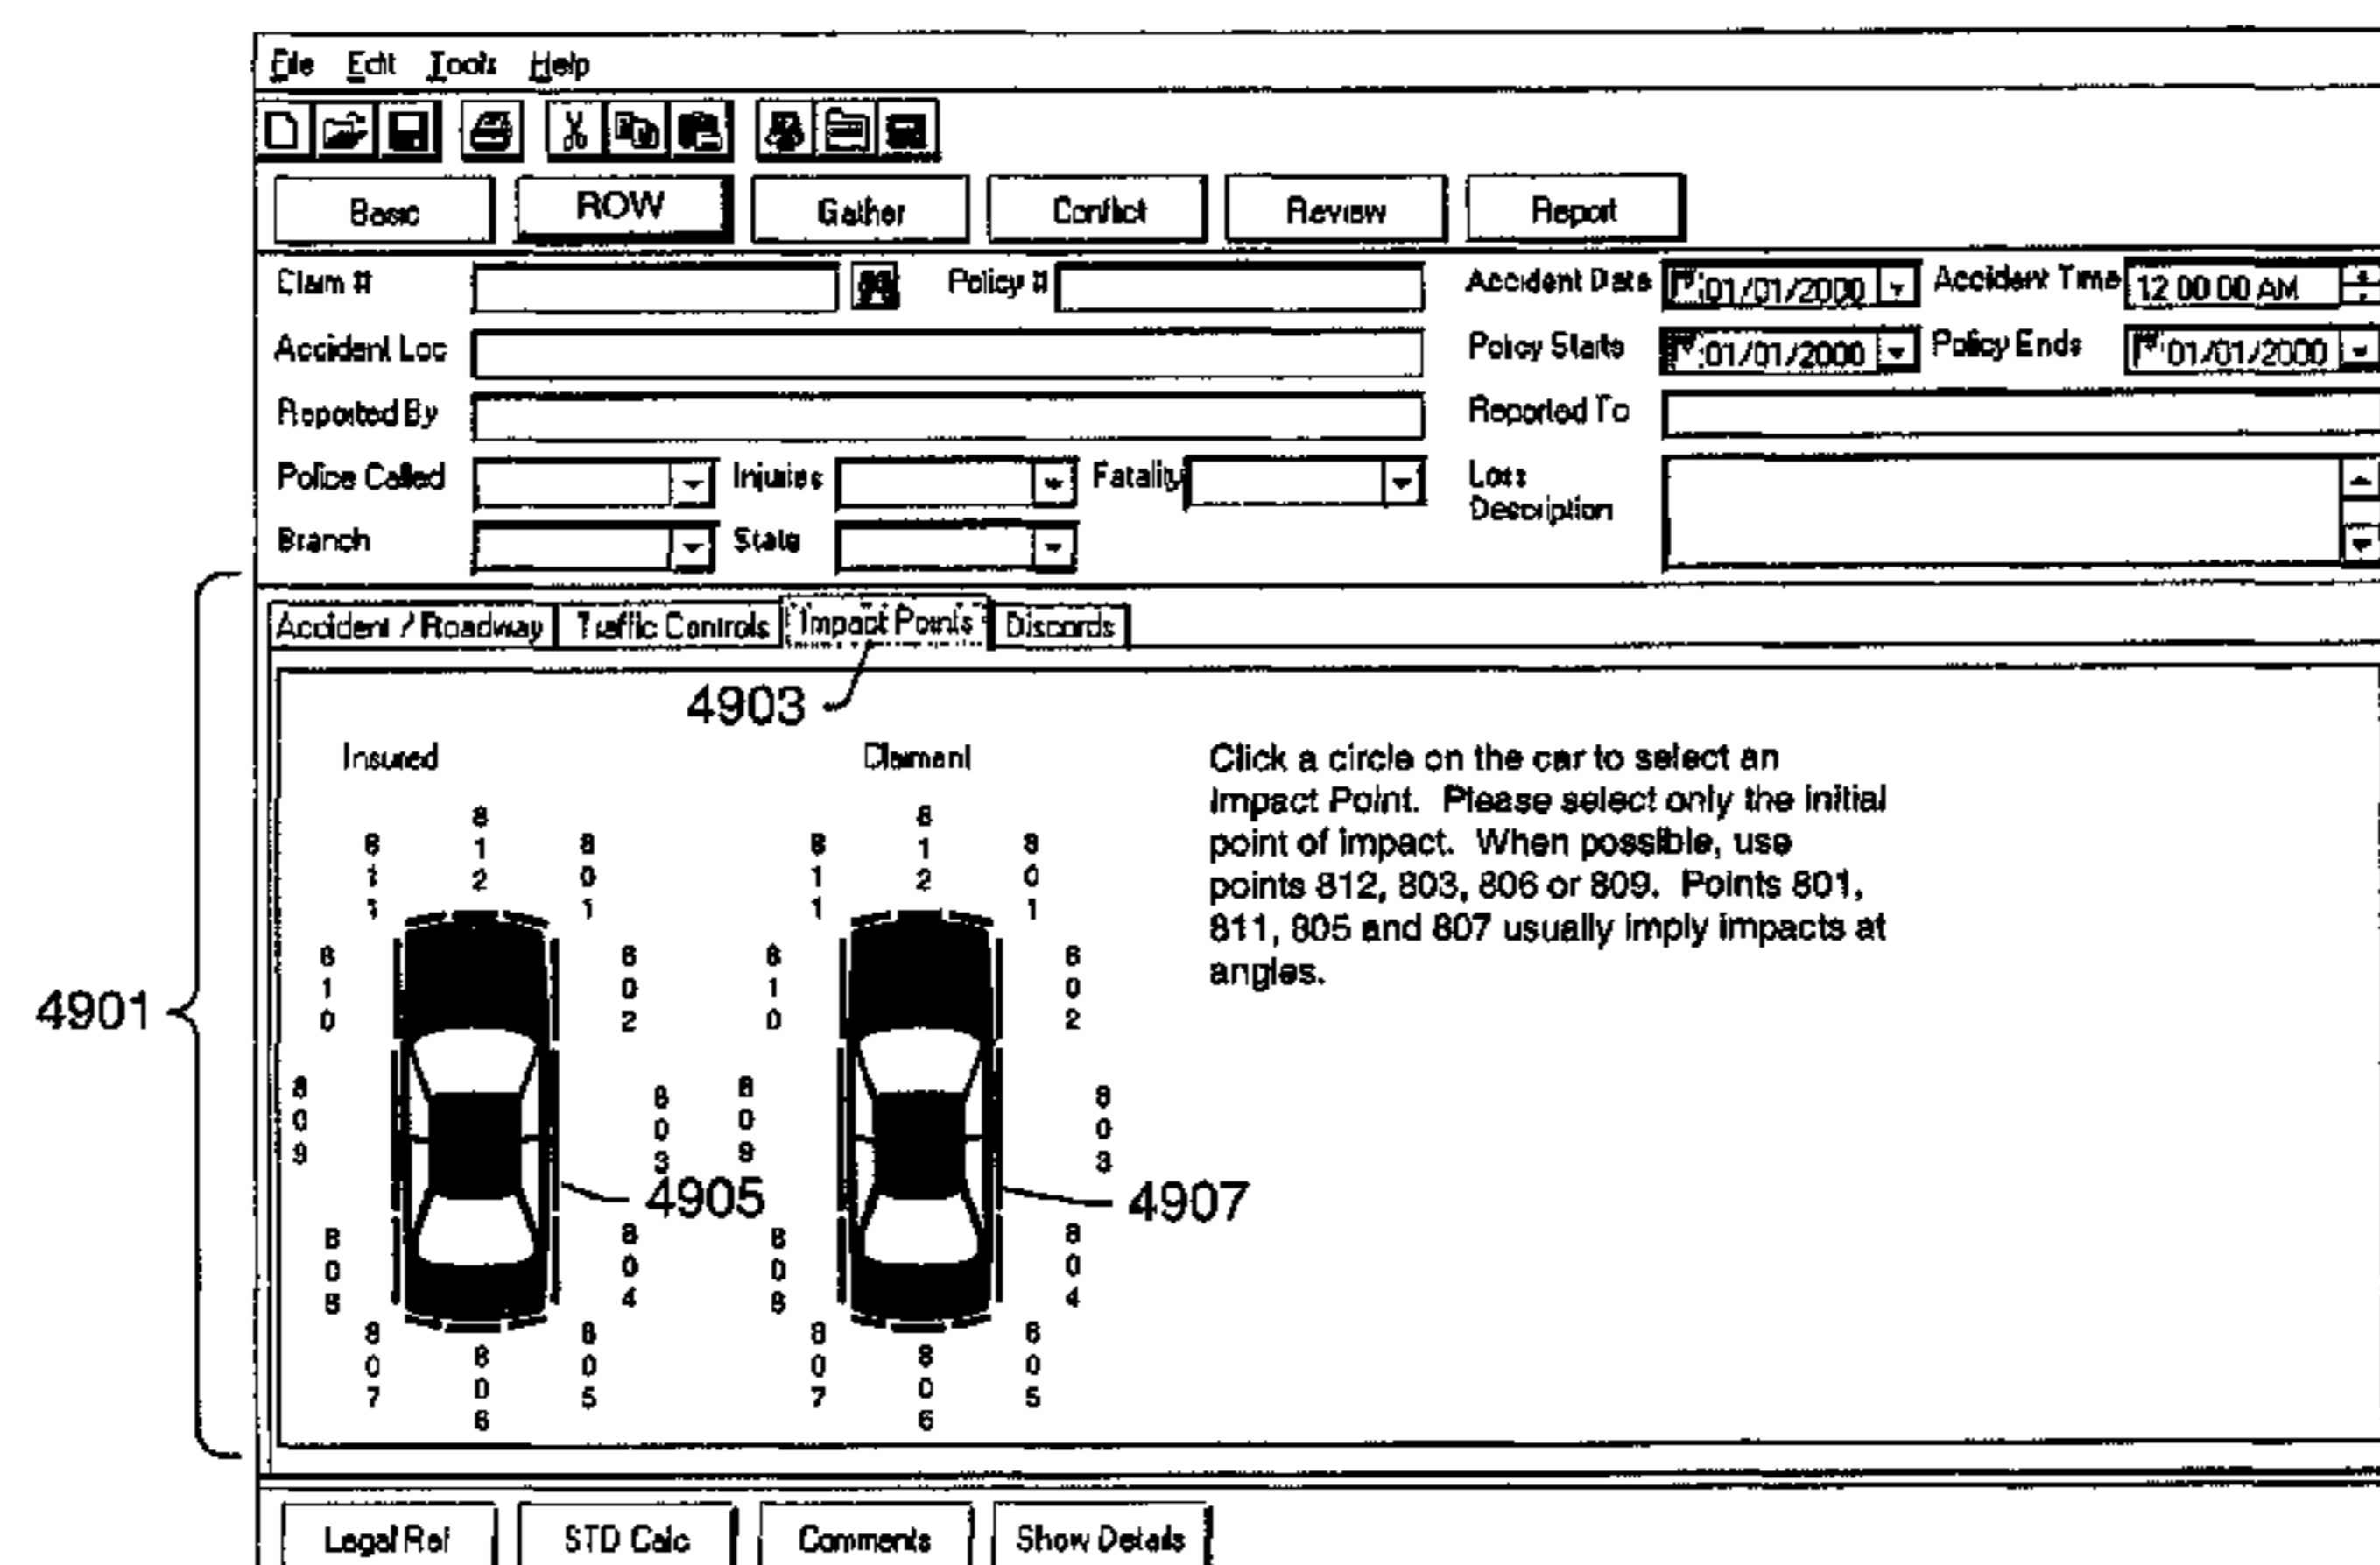 File Edit Tools Help
Basic ROW Gather Conflict Review Report
Claim # Policy # Accident Date 01/01/2000 Accident Time 12 00 00 AM
Accident Loc Policy Starts 01/01/2000 Policy Ends 01/01/2000
Reported By Reported To
Police Called Injuries Fatality Loss
Description
Branch State
Accident / Roadway Traffic Controls Impact Points Discords
4903
Insured Claimant
Click a circle on the car to select an
Impact Point. Please select only the initial
point of impact. When possible, use
points 812, 803, 806 or 809. Points 801,
811, 805 and 807 usually imply impacts at
angles.
811 812 801 811 812 801
810 802 810 802
4901
809 803 809 803
4905 4907
808 804 808 804
807 806 805 807 806 805
Legal Ref STD Calc Comments Show Details